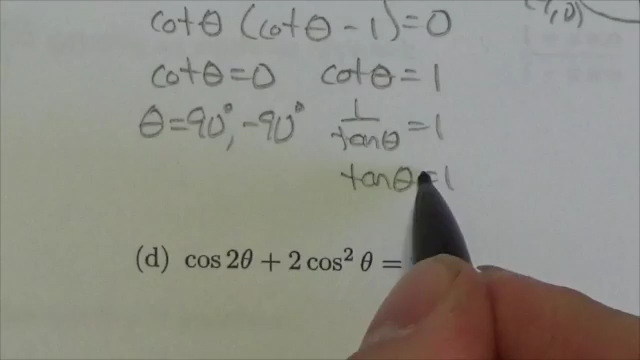 cotθ (cotθ - 1) = 0
cotθ = 0   cotθ = 1
θ = 90°, -90°   1/tanθ = 1
tanθ = 1
(d) cos 2θ + 2 cos² θ =